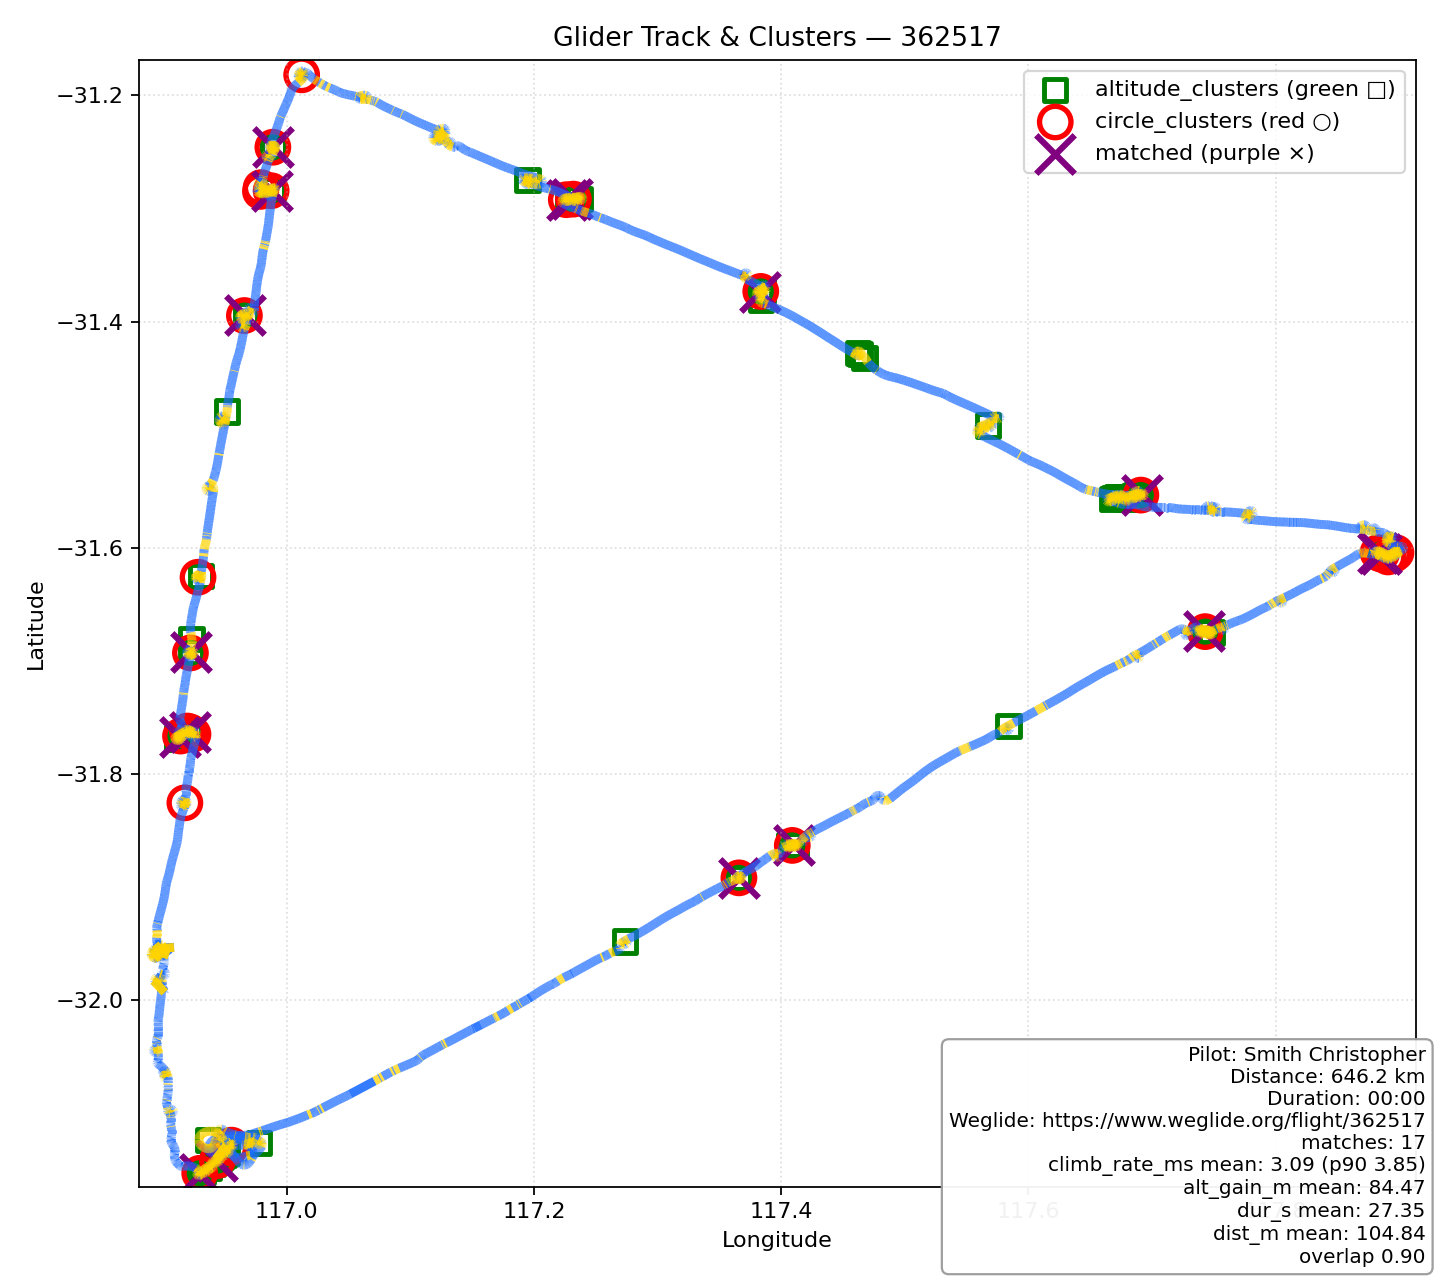 Glider Track & Clusters — 362517
altitude_clusters (green □)
circle_clusters (red ○)
matched (purple ×)
−31.2
−31.4
−31.6
−31.8
−32.0
Latitude
117.0
117.2
117.4
117.6
Longitude
Pilot: Smith Christopher
Distance: 646.2 km
Duration: 00:00
Weglide: https://www.weglide.org/flight/362517
matches: 17
climb_rate_ms mean: 3.09 (p90 3.85)
alt_gain_m mean: 84.47
dur_s mean: 27.35
dist_m mean: 104.84
overlap 0.90